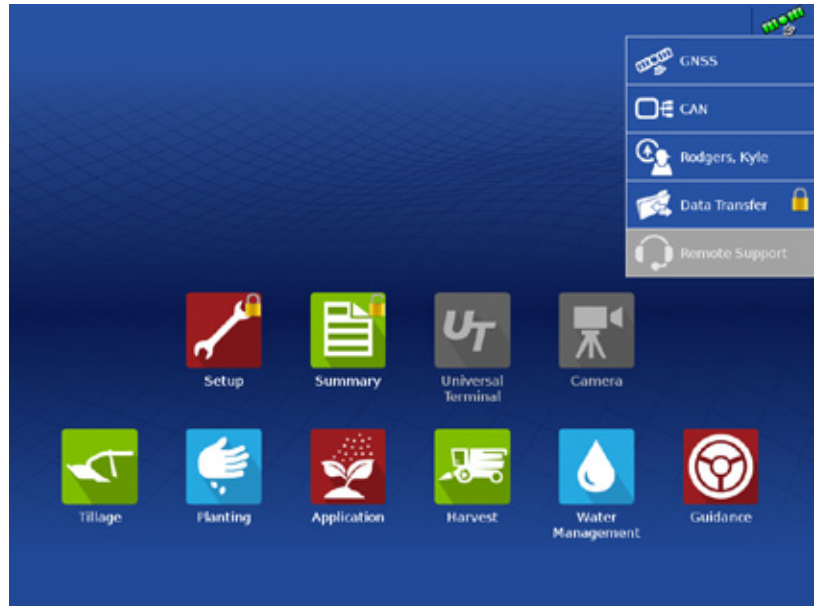 GNSS
CAN
Rodgers, Kyle
Data Transfer
Remote Support
UT
Setup
Summary
Universal
Terminal
Camera
Tillage
Planting
Application
Harvest
Water
Management
Guidance